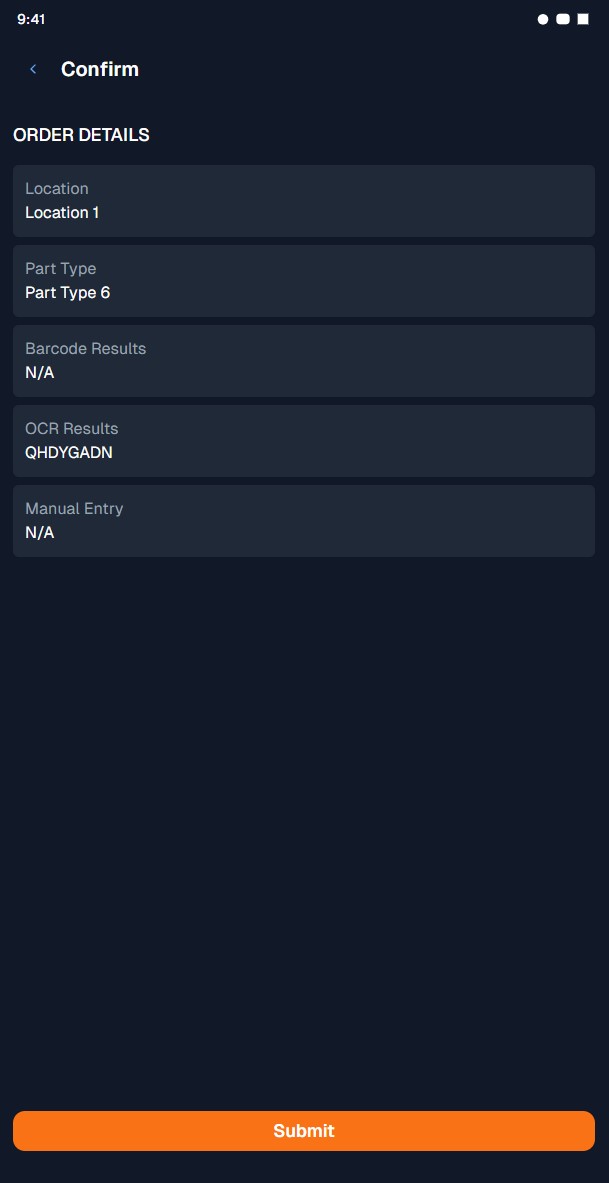 9:41
Confirm
ORDER DETAILS
Location
Location 1
Part Type
Part Type 6
Barcode Results
N/A
OCR Results
QHDYGADN
Manual Entry
N/A
Submit